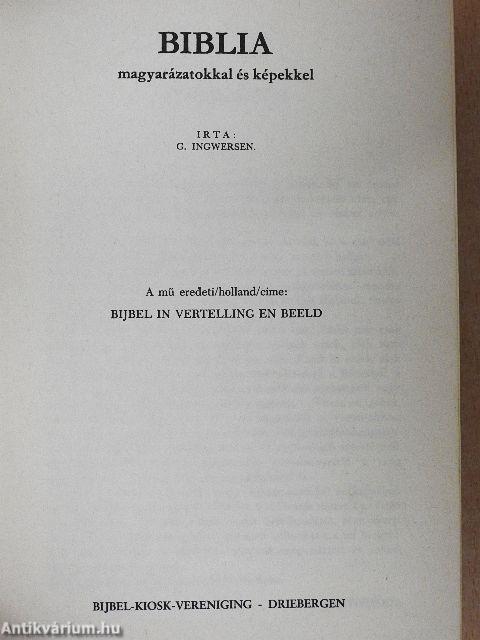 BIBLIA
magyarázatokkal és képekkel
IRTA:
G. INGWERSEN.
A mű eredeti/holland/cime:
BIJBEL IN VERTELLING EN BEELD
BIJBEL-KIOSK-VERENIGING - DRIEBERGEN
Antikvárium.hu